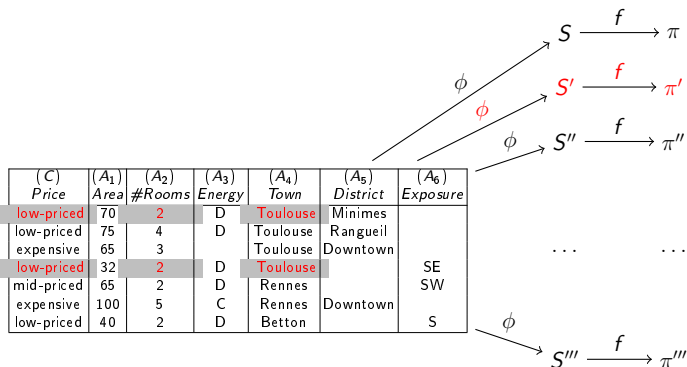 S f π
ϕ
S′ f π′
ϕ
S′′ f π′′
ϕ
(C) (A₁) (A₂) (A₃) (A₄) (A₅) (A₆)
Price Area #Rooms Energy Town District Exposure
low-priced 70 2 D Toulouse Minimes
low-priced 75 4 D Toulouse Rangueil
expensive 65 3 Toulouse Downtown
... ...
low-priced 32 2 D Toulouse SE
mid-priced 65 2 D Rennes SW
expensive 100 5 C Rennes Downtown
low-priced 40 2 D Betton S
ϕ
S′′′ f π′′′